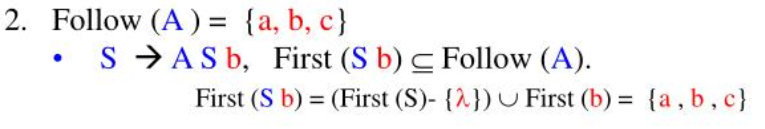 2. Follow (A ) = {a, b, c}
• S → A S b, First (S b) ⊆ Follow (A).
First (S b) = (First (S)- {λ}) ∪ First (b) = {a , b , c}